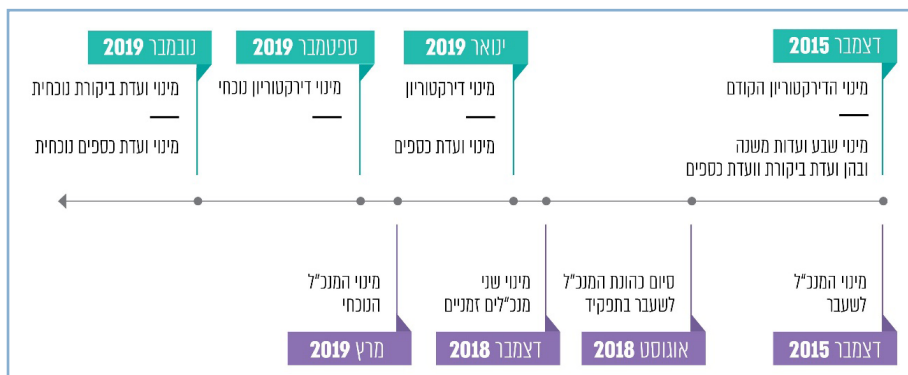 דצמבר 2015
מינוי הדירקטוריון הקודם
מינוי שבע ועדות משנה
ובהן ועדת ביקורת וועדת כספים
ינואר 2019
מינוי דירקטוריון
מינוי ועדת כספים
ספטמבר 2019
מינוי דירקטוריון נוכחי
נובמבר 2019
מינוי ועדת ביקורת נוכחית
מינוי ועדת כספים נוכחית
מינוי המנכ"ל
לשעבר
דצמבר 2015
סיום כהונת המנכ"ל
לשעבר בתפקיד
אוגוסט 2018
מינוי שני
מנכ"לים זמניים
דצמבר 2018
מינוי המנכ"ל
הנוכחי
מרץ 2019